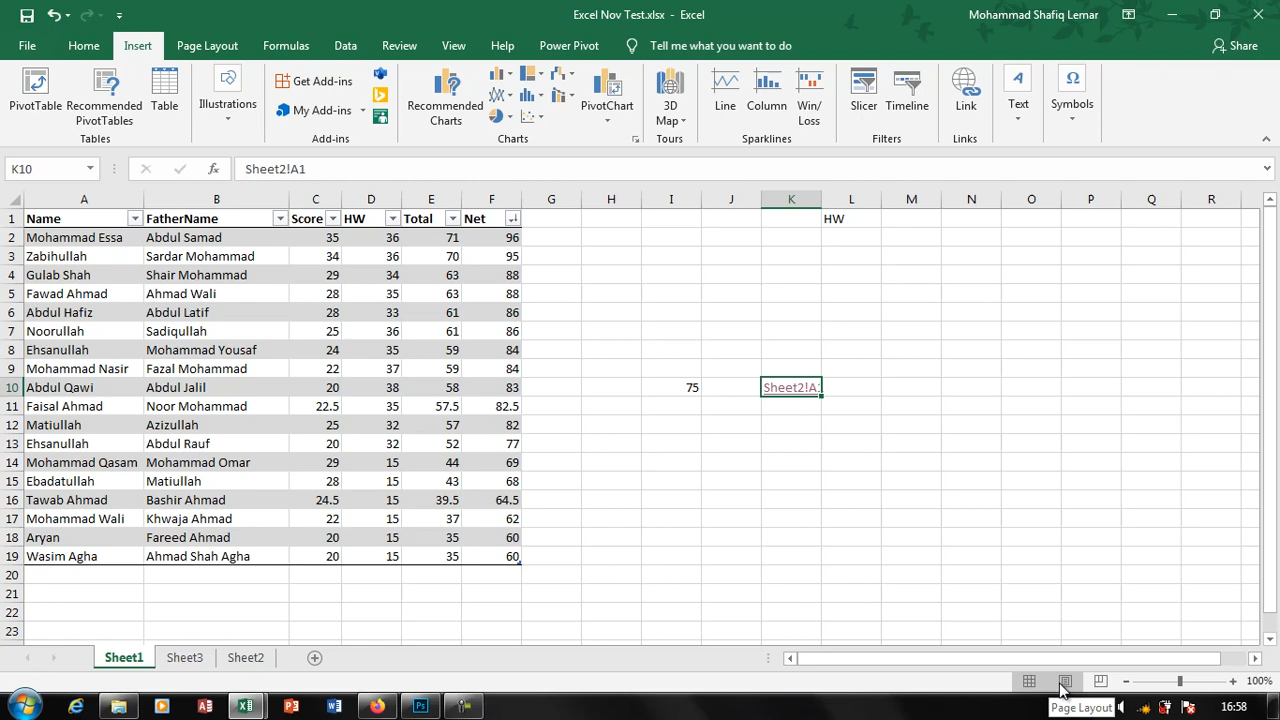 Excel Nov Test.xlsx - Excel
Mohammad Shafiq Lemar
File Home Insert Page Layout Formulas Data Review View Help Power Pivot Tell me what you want to do Share
PivotTable
Recommended PivotTables
Table
Tables
Illustrations
Get Add-ins
My Add-ins
Add-ins
Recommended Charts
PivotChart
Charts
3D Map
Tours
Line
Column
Win/Loss
Sparklines
Slicer
Timeline
Filters
Link
Links
Text
Symbols
K10
fx Sheet2!A1
A B C D E F G H I J K L M N O P Q R
1 Name FatherName Score HW Total Net HW
2 Mohammad Essa Abdul Samad 35 36 71 96
3 Zabihullah Sardar Mohammad 34 36 70 95
4 Gulab Shah Shair Mohammad 29 34 63 88
5 Fawad Ahmad Ahmad Wali 28 35 63 88
6 Abdul Hafiz Abdul Latif 28 33 61 86
7 Noorullah Sadiqullah 25 36 61 86
8 Ehsanullah Mohammad Yousaf 24 35 59 84
9 Mohammad Nasir Fazal Mohammad 22 37 59 84
10 Abdul Qawi Abdul Jalil 20 38 58 83 75 Sheet2!A1
11 Faisal Ahmad Noor Mohammad 22.5 35 57.5 82.5
12 Matiullah Azizullah 25 32 57 82
13 Ehsanullah Abdul Rauf 20 32 52 77
14 Mohammad Qasam Mohammad Omar 29 15 44 69
15 Ebadatullah Matiullah 28 15 43 68
16 Tawab Ahmad Bashir Ahmad 24.5 15 39.5 64.5
17 Mohammad Wali Khwaja Ahmad 22 15 37 62
18 Aryan Fareed Ahmad 20 15 35 60
19 Wasim Agha Ahmad Shah Agha 20 15 35 60
20
21
22
23
Sheet1 Sheet3 Sheet2
100%
Page Layout
16:58